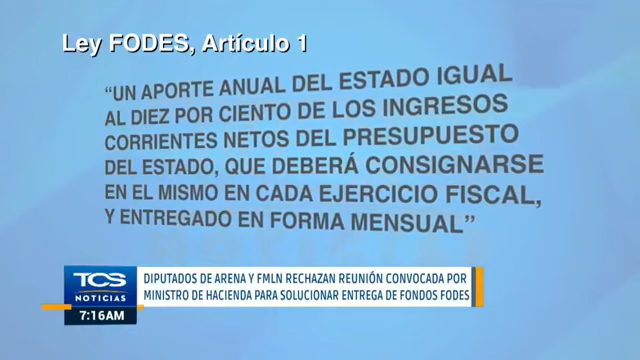 Ley FODES, Artículo 1
“UN APORTE ANUAL DEL ESTADO IGUAL
AL DIEZ POR CIENTO DE LOS INGRESOS
CORRIENTES NETOS DEL PRESUPUESTO
DEL ESTADO, QUE DEBERÁ CONSIGNARSE
EN EL MISMO EN CADA EJERCICIO FISCAL,
Y ENTREGADO EN FORMA MENSUAL”
TCS
NOTICIAS
7:16AM
DIPUTADOS DE ARENA Y FMLN RECHAZAN REUNIÓN CONVOCADA POR
MINISTRO DE HACIENDA PARA SOLUCIONAR ENTREGA DE FONDOS FODES